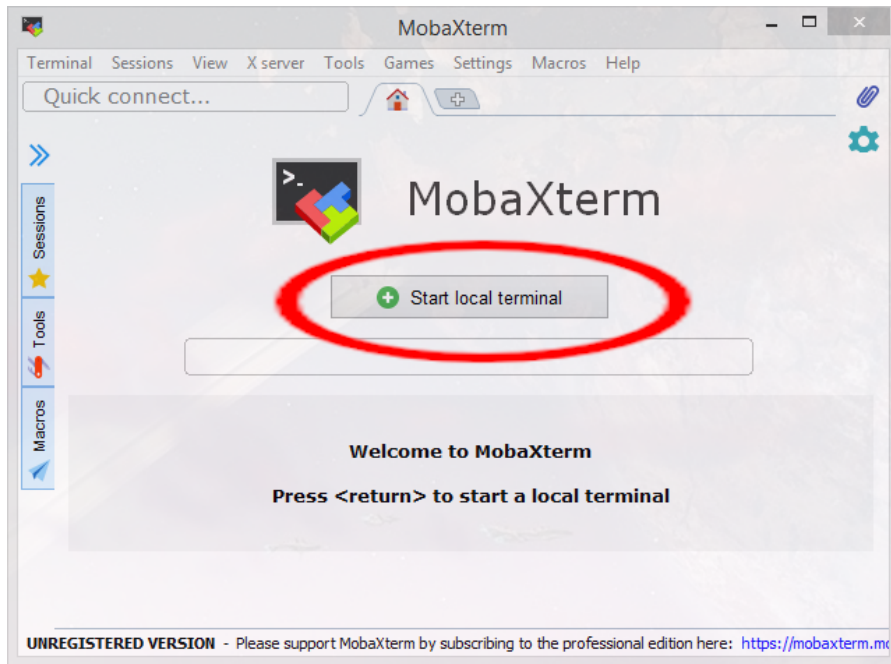 MobaXterm
Terminal Sessions View X server Tools Games Settings Macros Help
Quick connect...
Sessions
Tools
Macros
>_
MobaXterm
Start local terminal
Welcome to MobaXterm
Press <return> to start a local terminal
UNREGISTERED VERSION - Please support MobaXterm by subscribing to the professional edition here: https://mobaxterm.mo